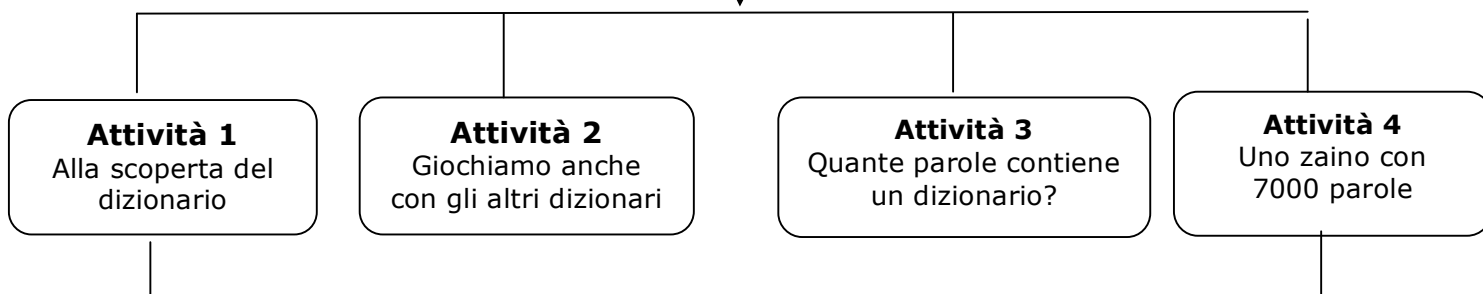 Attività 1
Alla scoperta del
dizionario
Attività 2
Giochiamo anche
con gli altri dizionari
Attività 3
Quante parole contiene
un dizionario?
Attività 4
Uno zaino con
7000 parole